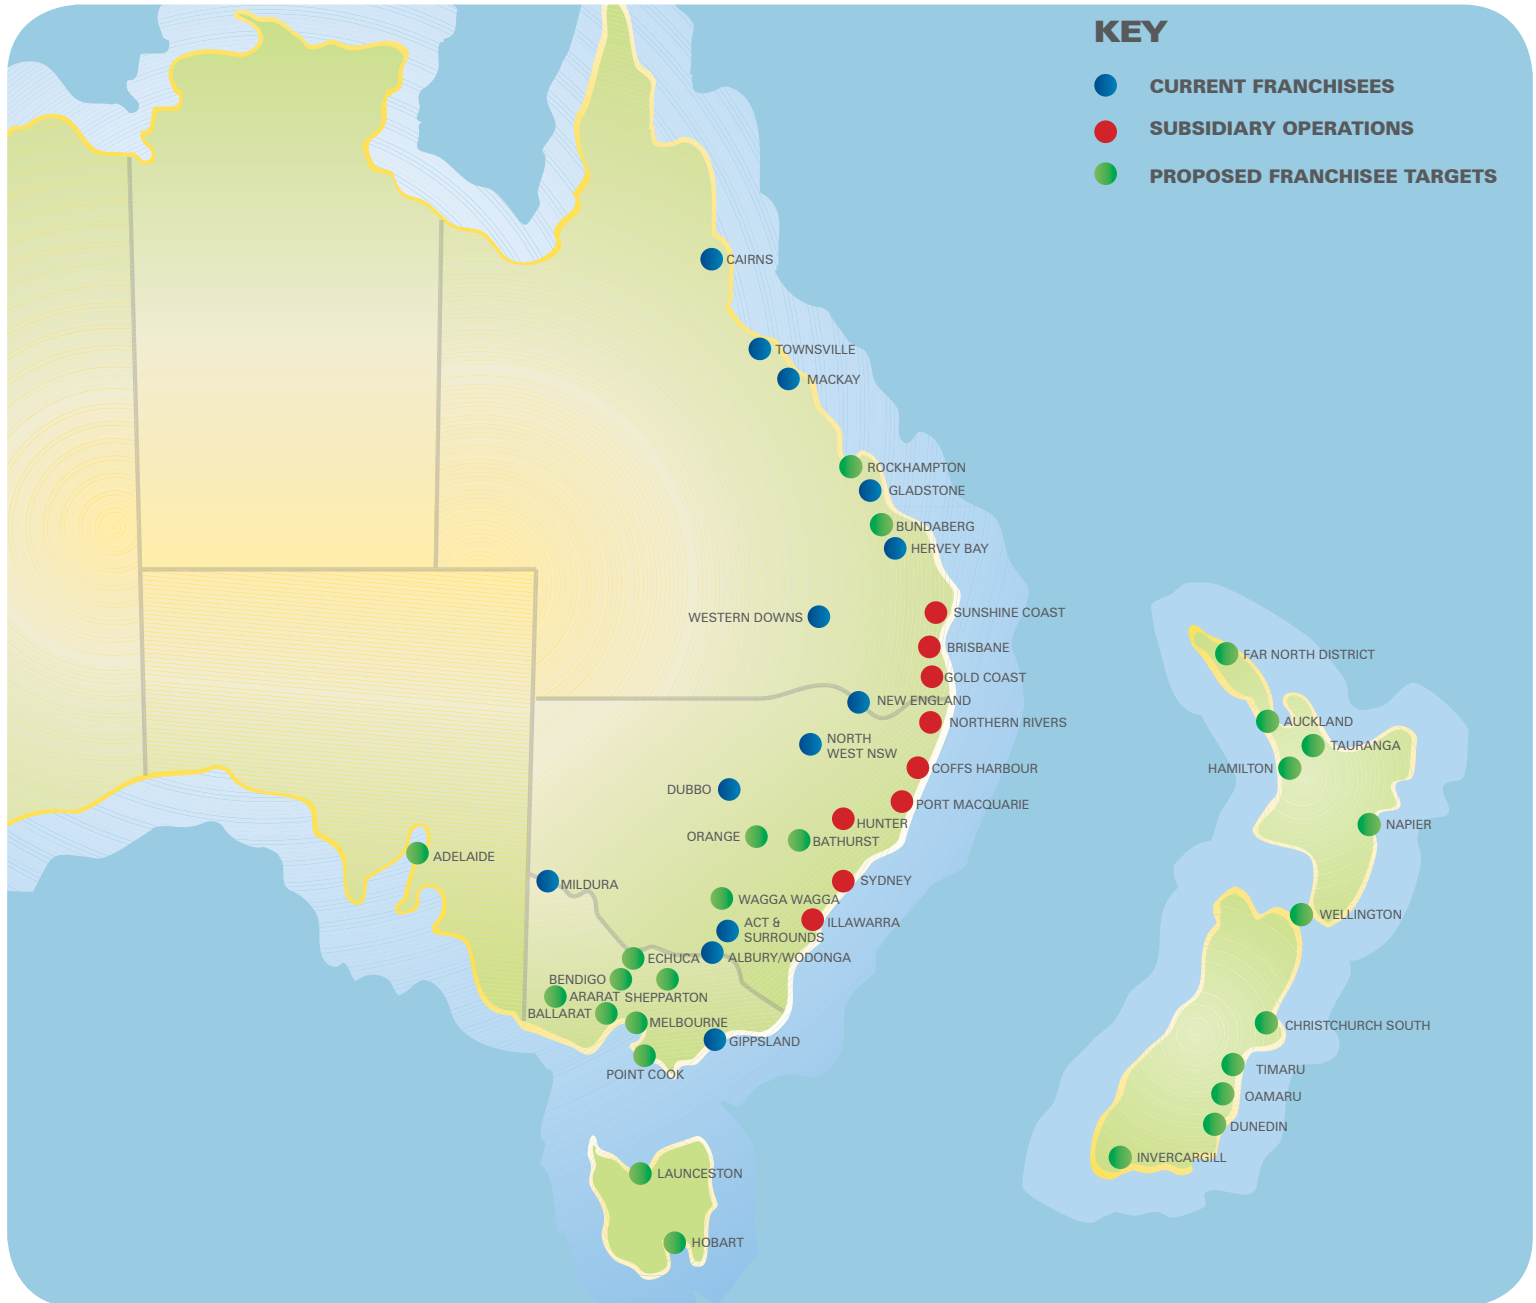 KEY
CURRENT FRANCHISEES
SUBSIDIARY OPERATIONS
PROPOSED FRANCHISEE TARGETS
CAIRNS
TOWNSVILLE
MACKAY
ROCKHAMPTON
GLADSTONE
BUNDABERG
HERVEY BAY
WESTERN DOWNS
SUNSHINE COAST
BRISBANE
GOLD COAST
NEW ENGLAND
NORTHERN RIVERS
NORTH
WEST NSW
COFFS HARBOUR
DUBBO
PORT MACQUARIE
HUNTER
ORANGE
BATHURST
ADELAIDE
MILDURA
SYDNEY
WAGGA WAGGA
ILLAWARRA
ACT &
SURROUNDS
ECHUCA
ALBURY/WODONGA
BENDIGO
ARARAT
SHEPPARTON
BALLARAT
MELBOURNE
GIPPSLAND
POINT COOK
LAUNCESTON
HOBART
FAR NORTH DISTRICT
AUCKLAND
TAURANGA
HAMILTON
NAPIER
WELLINGTON
CHRISTCHURCH SOUTH
TIMARU
OAMARU
DUNEDIN
INVERCARGILL